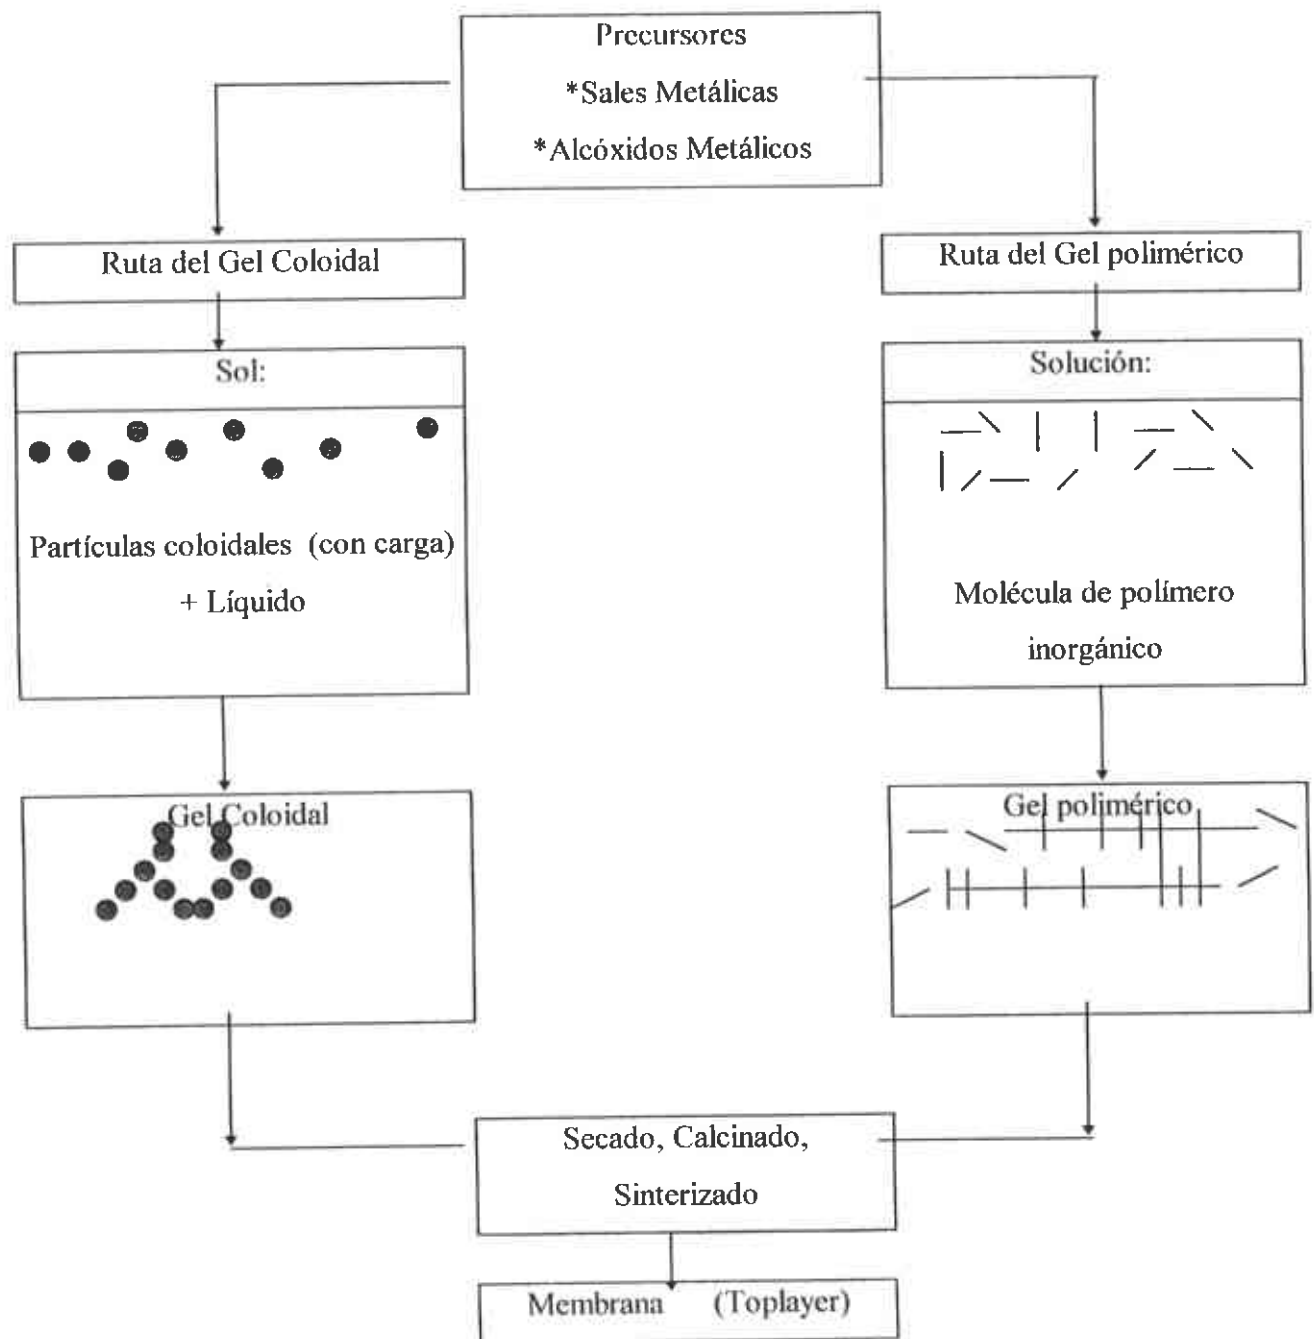 Precursores
*Sales Metálicas
*Alcóxidos Metálicos
Ruta del Gel Coloidal
Ruta del Gel polimérico
Sol:
Solución:
Partículas coloidales (con carga)
+ Líquido
Molécula de polímero
inorgánico
Gel Coloidal
Gel polimérico
Secado, Calcinado,
Sinterizado
Membrana (Toplayer)